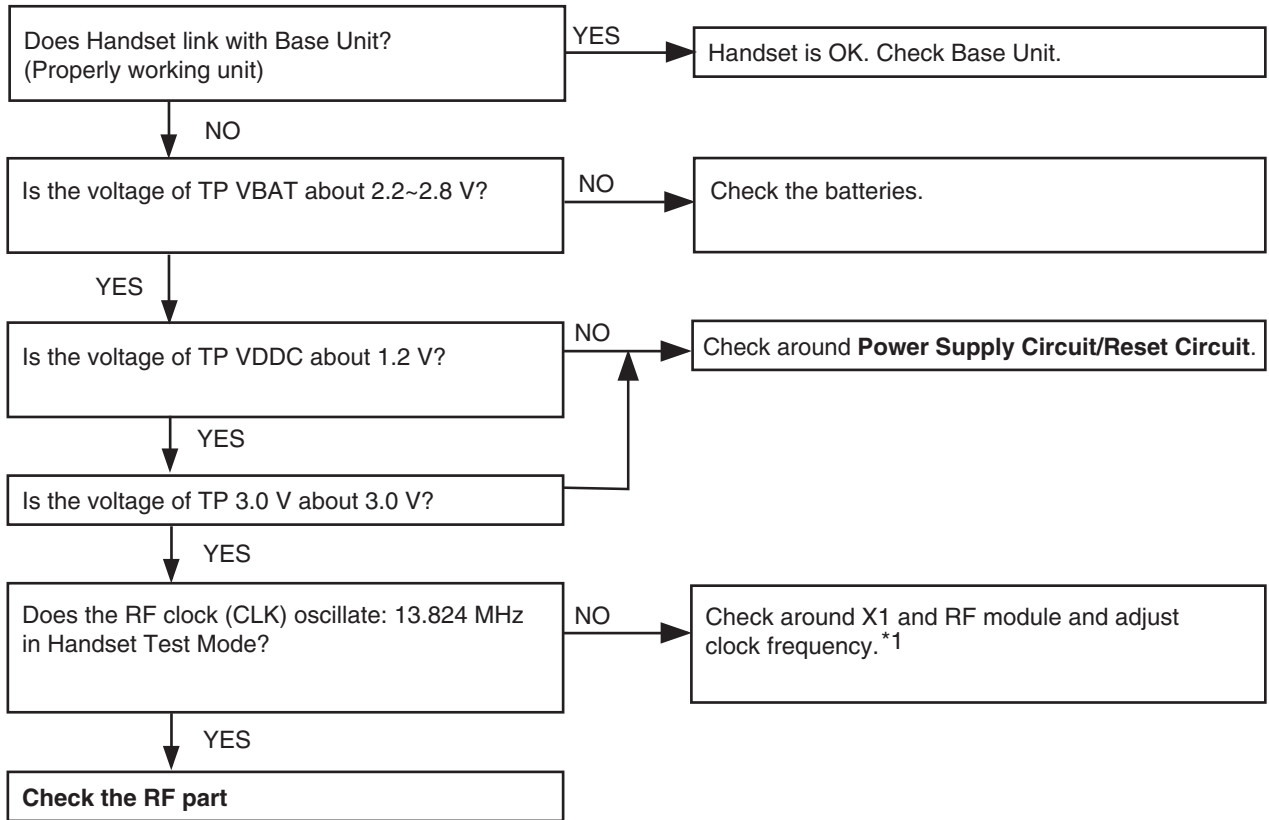 Does Handset link with Base Unit?
(Properly working unit)
YES
Handset is OK. Check Base Unit.
NO
Is the voltage of TP VBAT about 2.2~2.8 V?
NO
Check the batteries.
YES
Is the voltage of TP VDDC about 1.2 V?
NO
Check around Power Supply Circuit/Reset Circuit.
YES
Is the voltage of TP 3.0 V about 3.0 V?
YES
Does the RF clock (CLK) oscillate: 13.824 MHz
in Handset Test Mode?
NO
Check around X1 and RF module and adjust
clock frequency.*1
YES
Check the RF part